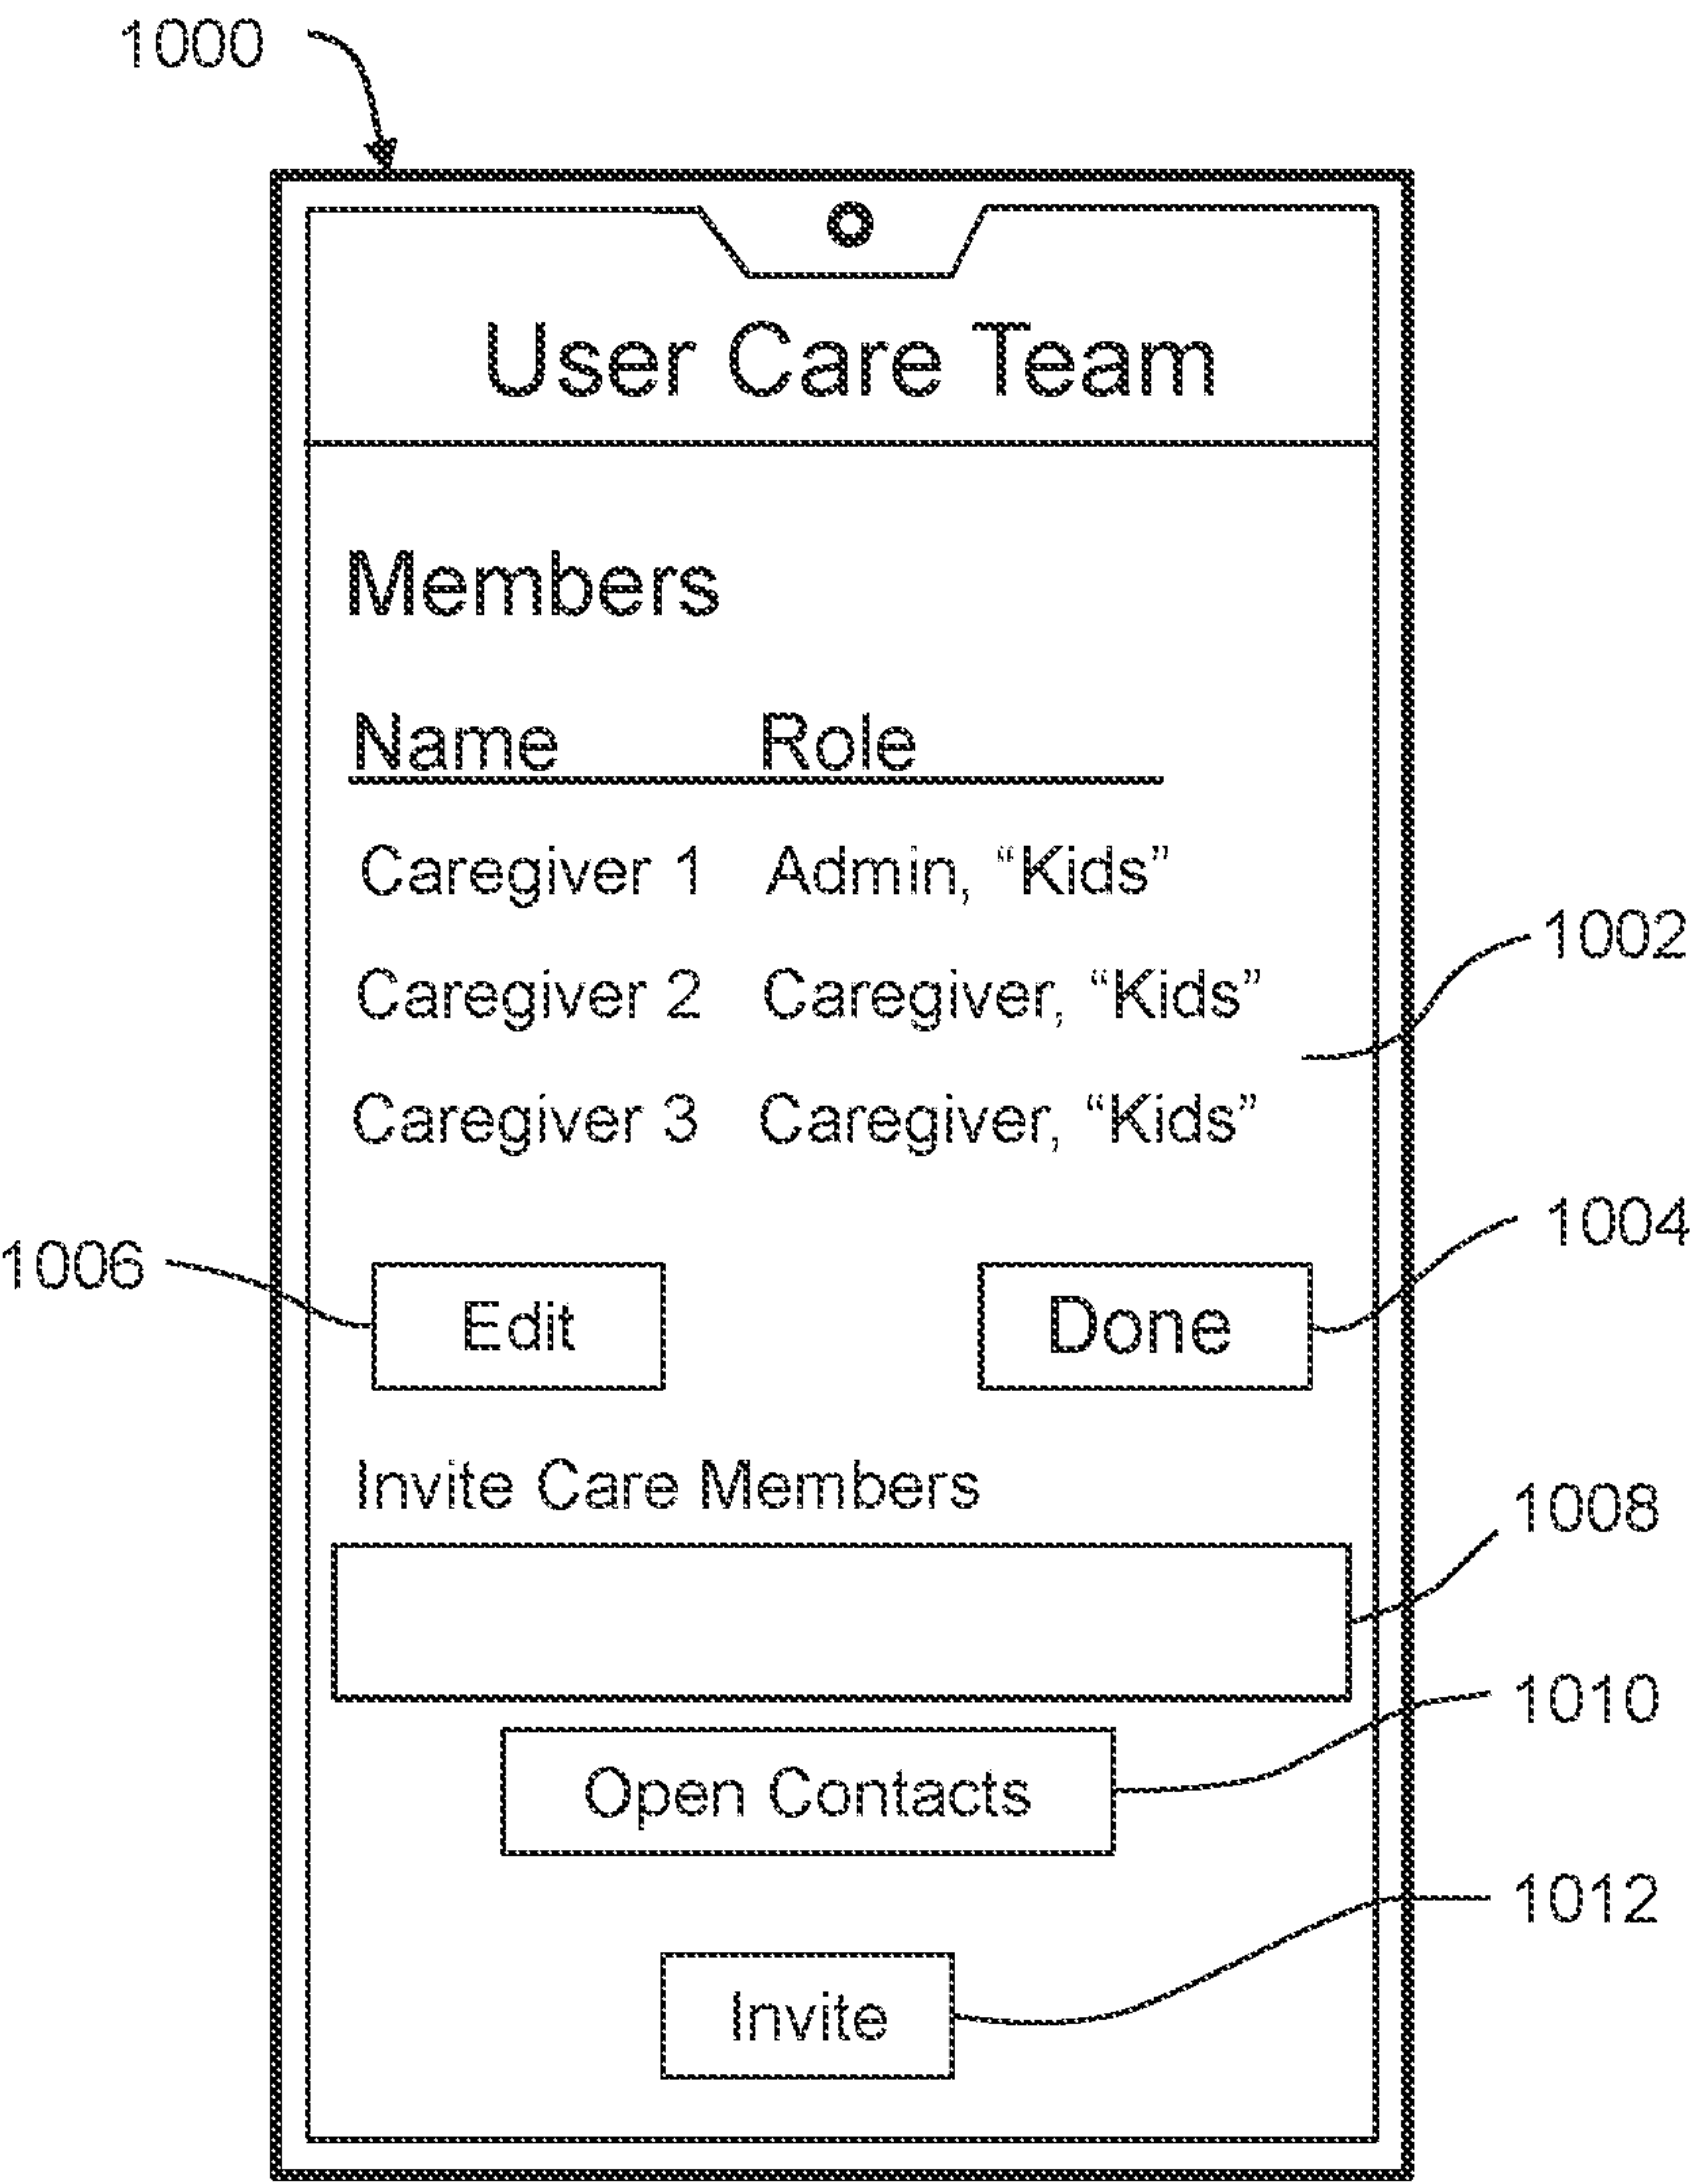 1000
User Care Team
Members
Name Role
Caregiver 1 Admin, “Kids”
1002
Caregiver 2 Caregiver, “Kids”
Caregiver 3 Caregiver, “Kids”
1004
1006
Edit Done
Invite Care Members
1008
1010
Open Contacts
1012
Invite